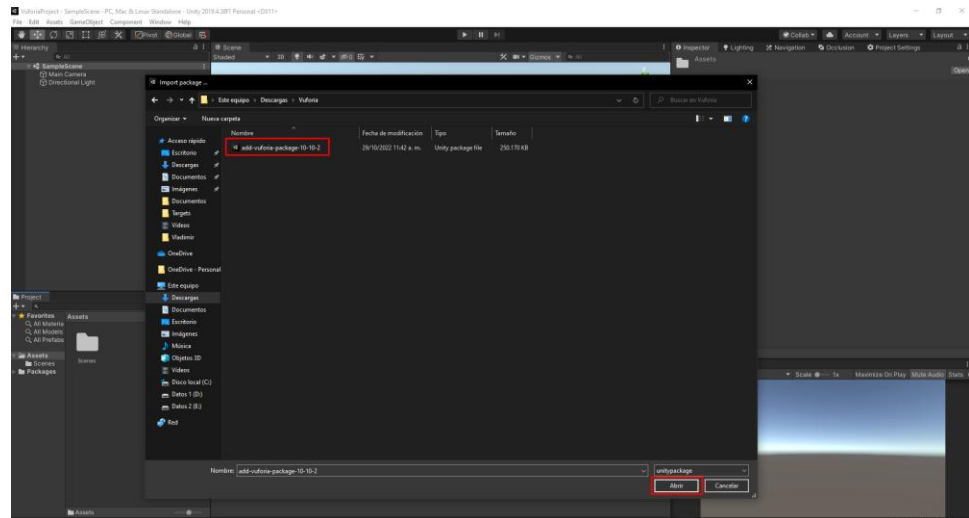 VuforiaProject - SampleScene - PC, Mac & Linux Standalone - Unity 2019.4.38f1 Personal <DX11>
File Edit Assets GameObject Component Window Help
Pivot Global Collab Account Layers Layout
Hierarchy Scene Inspector Lighting Navigation Occlusion Project Settings
All Shaded 2D Gizmos All Assets
SampleScene
Main Camera
Directional Light
Open
Import package ...
Este equipo > Descargas > Vuforia Buscar en Vuforia
Organizar Nueva carpeta
Nombre Fecha de modificación Tipo Tamaño
add-vuforia-package-10-10-2 29/10/2022 11:42 a. m. Unity package file 250.170 KB
Acceso rápido
Escritorio
Descargas
Documentos
Imágenes
Documentos
Targets
Videos
Vladimir
OneDrive
OneDrive - Personal
Este equipo
Descargas
Documentos
Escritorio
Imágenes
Música
Objetos 3D
Videos
Disco local (C:)
Datos 1 (D:)
Datos 2 (E:)
Red
Nombre: add-vuforia-package-10-10-2 unitypackage
Abrir Cancelar
Project
Favorites
All Materia
All Models
All Prefabs
Assets
Scenes
Packages
Assets
Scenes
Scale 1x Maximize On Play Mute Audio Stats
Assets